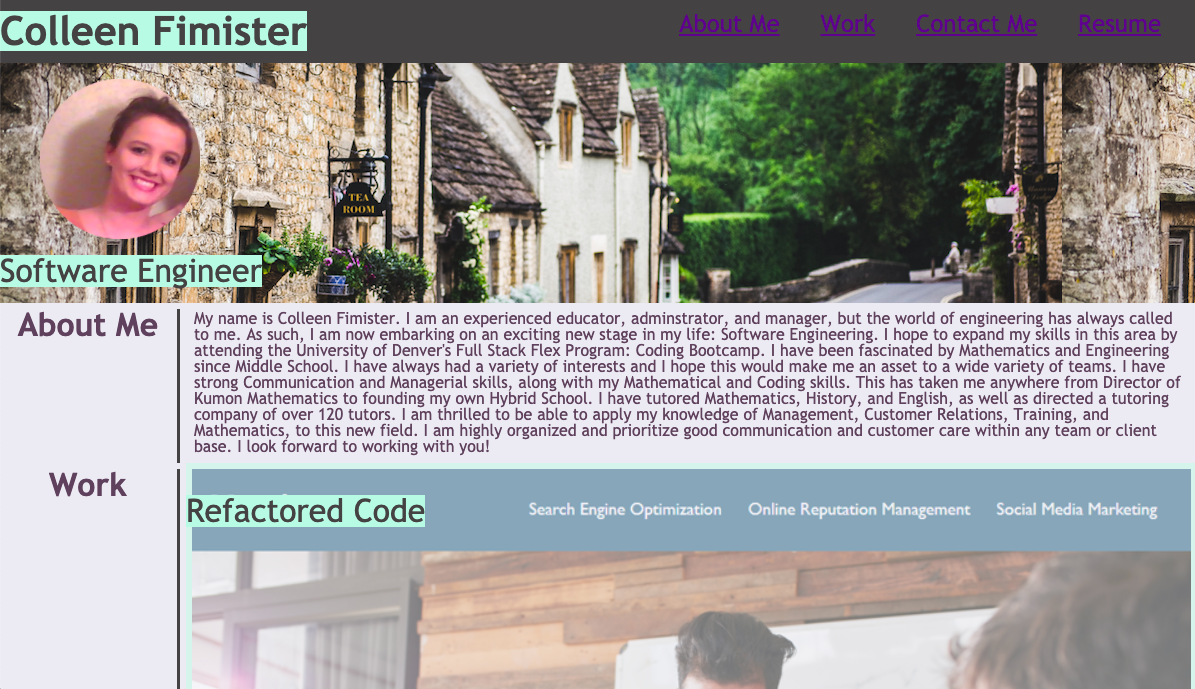 Colleen Fimister
About Me Work Contact Me Resume
TEA
ROOM
Software Engineer
About Me
My name is Colleen Fimister. I am an experienced educator, adminstrator, and manager, but the world of engineering has always called
to me. As such, I am now embarking on an exciting new stage in my life: Software Engineering. I hope to expand my skills in this area by
attending the University of Denver's Full Stack Flex Program: Coding Bootcamp. I have been fascinated by Mathematics and Engineering
since Middle School. I have always had a variety of interests and I hope this would make me an asset to a wide variety of teams. I have
strong Communication and Managerial skills, along with my Mathematical and Coding skills. This has taken me anywhere from Director of
Kumon Mathematics to founding my own Hybrid School. I have tutored Mathematics, History, and English, as well as directed a tutoring
company of over 120 tutors. I am thrilled to be able to apply my knowledge of Management, Customer Relations, Training, and
Mathematics, to this new field. I am highly organized and prioritize good communication and customer care within any team or client
base. I look forward to working with you!
Work
Refactored Code
Search Engine Optimization Online Reputation Management Social Media Marketing